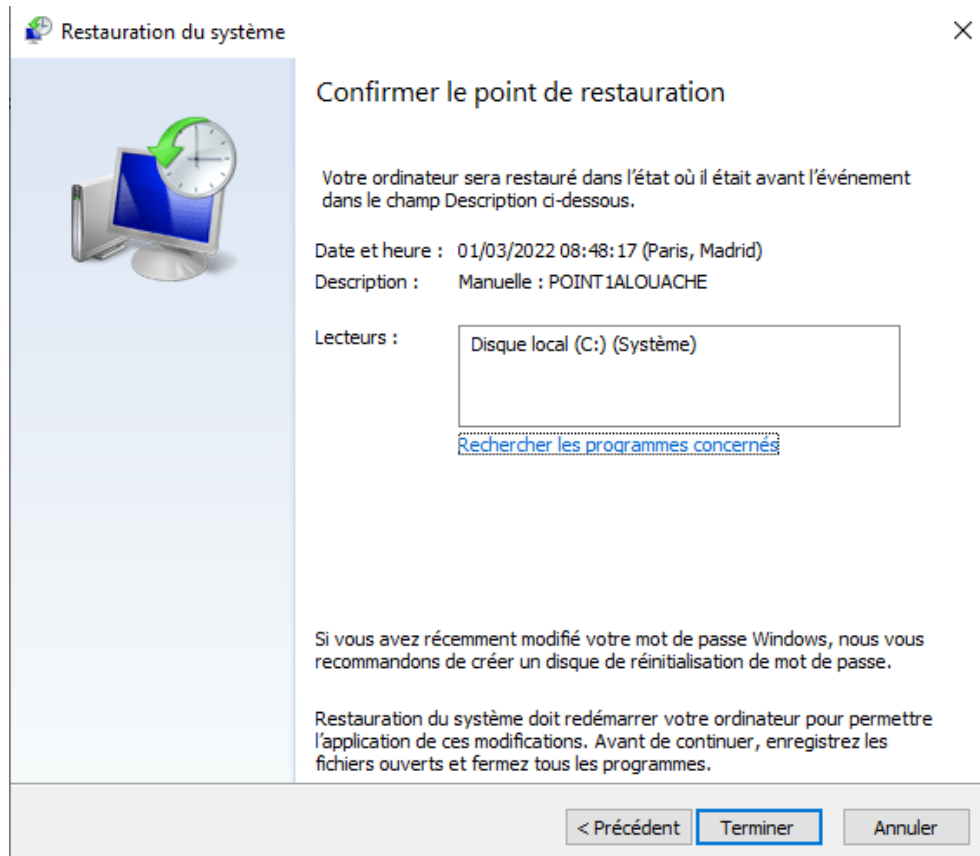 Restauration du système
Confirmer le point de restauration
Votre ordinateur sera restauré dans l'état où il était avant l'événement
dans le champ Description ci-dessous.
Date et heure : 01/03/2022 08:48:17 (Paris, Madrid)
Description : Manuelle : POINT1ALOUACHE
Lecteurs : Disque local (C:) (Système)
Rechercher les programmes concernés
Si vous avez récemment modifié votre mot de passe Windows, nous vous
recommandons de créer un disque de réinitialisation de mot de passe.
Restauration du système doit redémarrer votre ordinateur pour permettre
l'application de ces modifications. Avant de continuer, enregistrez les
fichiers ouverts et fermez tous les programmes.
< Précédent Terminer Annuler